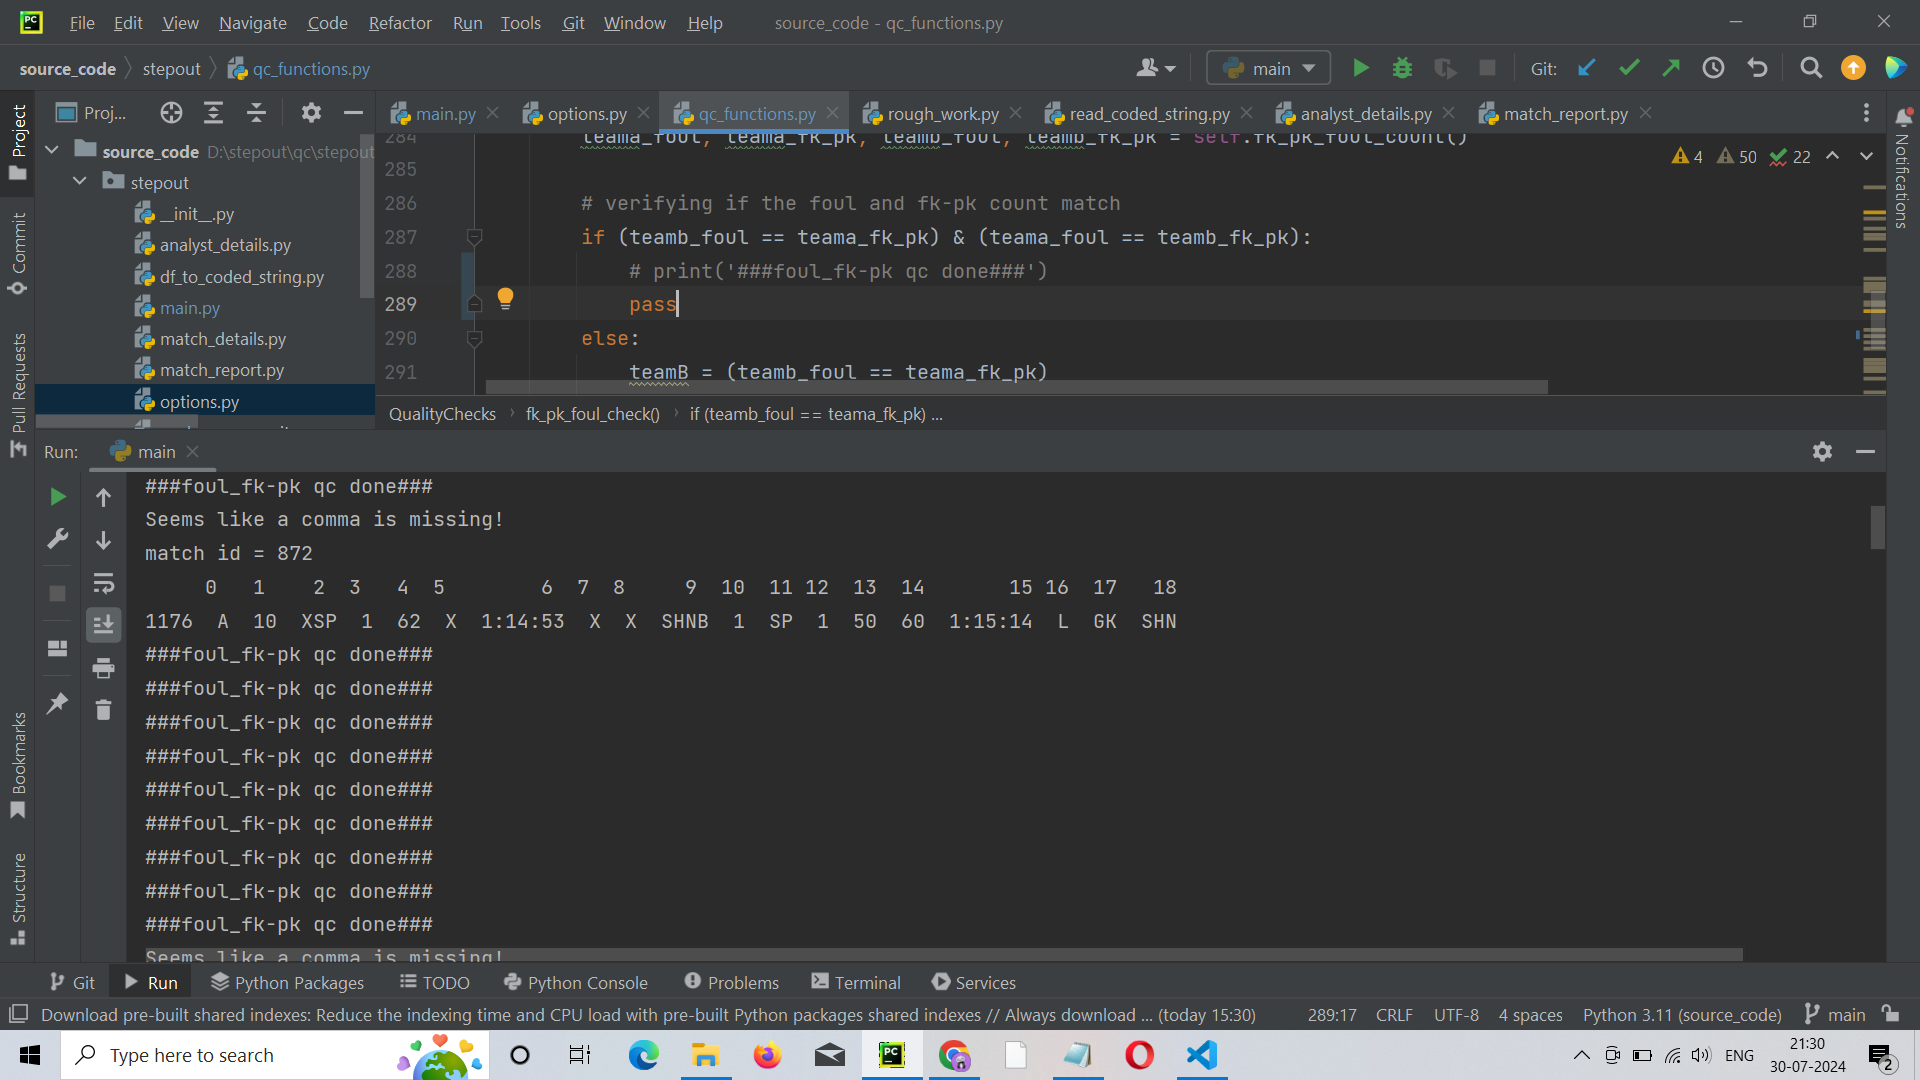 File Edit View Navigate Code Refactor Run Tools Git Window Help source_code - qc_functions.py
source_code stepout qc_functions.py main Git:
Proj...
main.py options.py qc_functions.py rough_work.py read_coded_string.py analyst_details.py match_report.py
Project
Commit
Pull Requests
Bookmarks
Structure
Notifications
source_code D:\stepout\qc\stepout
stepout
__init__.py
analyst_details.py
df_to_coded_string.py
main.py
match_details.py
match_report.py
options.py
284 teama_foul, teama_fk_pk, teamb_foul, teamb_fk_pk = self.fk_pk_foul_count()
4 50 22
285
286 # verifying if the foul and fk-pk count match
287 if (teamb_foul == teama_fk_pk) & (teama_foul == teamb_fk_pk):
288 # print('###foul_fk-pk qc done###')
289 pass
290 else:
291 teamB = (teamb_foul == teama_fk_pk)
QualityChecks fk_pk_foul_check() if (teamb_foul == teama_fk_pk) ...
Run: main
###foul_fk-pk qc done###
Seems like a comma is missing!
match id = 872
0 1 2 3 4 5 6 7 8 9 10 11 12 13 14 15 16 17 18
1176 A 10 XSP 1 62 X 1:14:53 X X SHNB 1 SP 1 50 60 1:15:14 L GK SHN
###foul_fk-pk qc done###
###foul_fk-pk qc done###
###foul_fk-pk qc done###
###foul_fk-pk qc done###
###foul_fk-pk qc done###
###foul_fk-pk qc done###
###foul_fk-pk qc done###
###foul_fk-pk qc done###
###foul_fk-pk qc done###
Seems like a comma is missing!
Git Run Python Packages TODO Python Console Problems Terminal Services
Download pre-built shared indexes: Reduce the indexing time and CPU load with pre-built Python packages shared indexes // Always download ... (today 15:30) 289:17 CRLF UTF-8 4 spaces Python 3.11 (source_code) main
Type here to search
ENG
21:30
30-07-2024
2